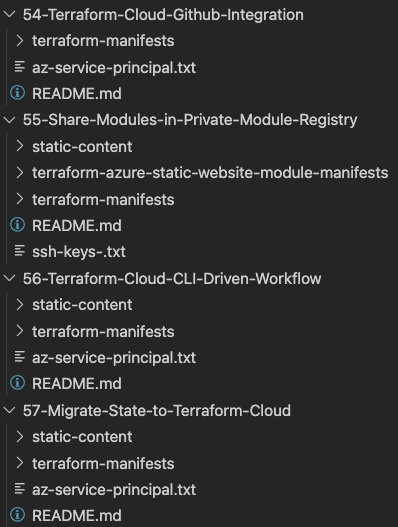 54-Terraform-Cloud-Github-Integration
terraform-manifests
az-service-principal.txt
README.md
55-Share-Modules-in-Private-Module-Registry
static-content
terraform-azure-static-website-module-manifests
terraform-manifests
README.md
ssh-keys-.txt
56-Terraform-Cloud-CLI-Driven-Workflow
static-content
terraform-manifests
az-service-principal.txt
README.md
57-Migrate-State-to-Terraform-Cloud
static-content
terraform-manifests
az-service-principal.txt
README.md